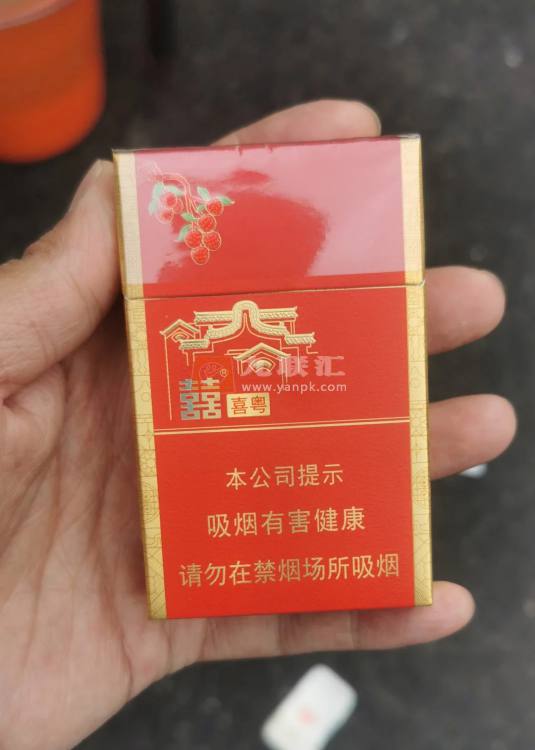 联汇
www.yanpk.com
囍
喜粤
本公司提示
吸烟有害健康
请勿在禁烟场所吸烟